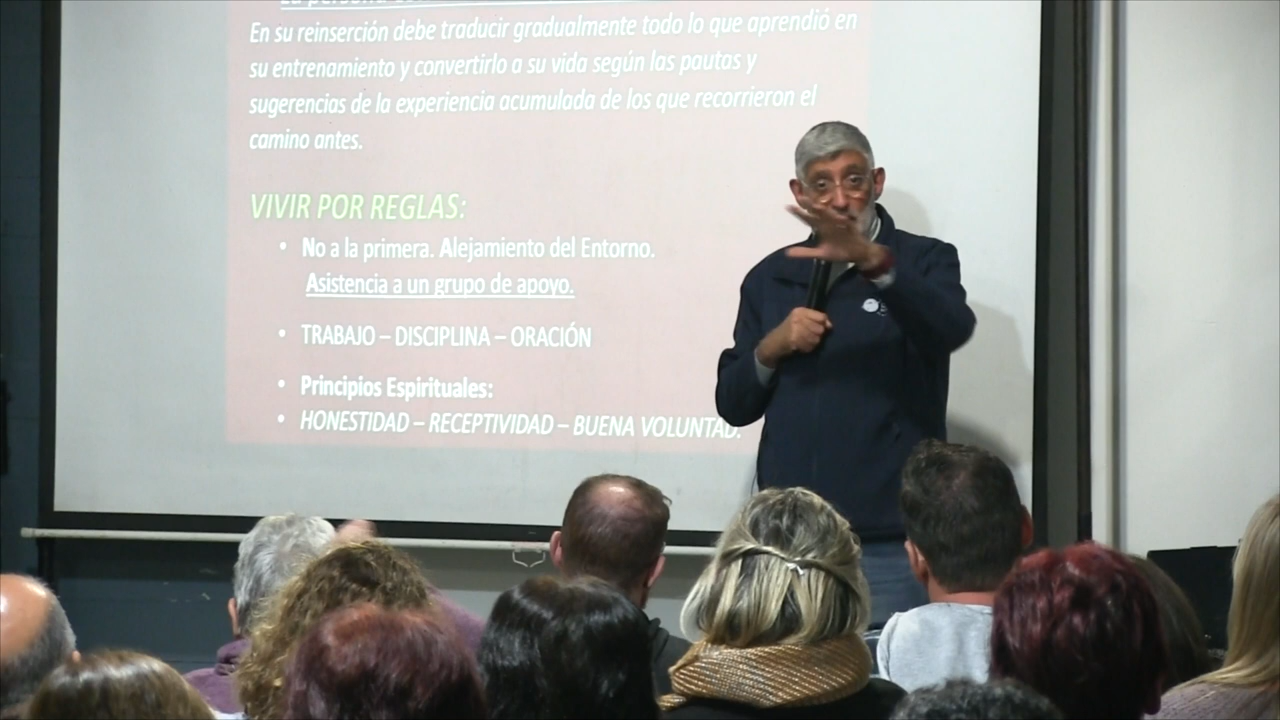 La persona
En su reinserción debe traducir gradualmente todo lo que aprendió en
su entrenamiento y convertirlo a su vida según las pautas y
sugerencias de la experiencia acumulada de los que recorrieron el
camino antes.
VIVIR POR REGLAS:
• No a la primera. Alejamiento del Entorno.
Asistencia a un grupo de apoyo.
• TRABAJO – DISCIPLINA – ORACIÓN
• Principios Espirituales:
• HONESTIDAD – RECEPTIVIDAD – BUENA VOLUNTAD.